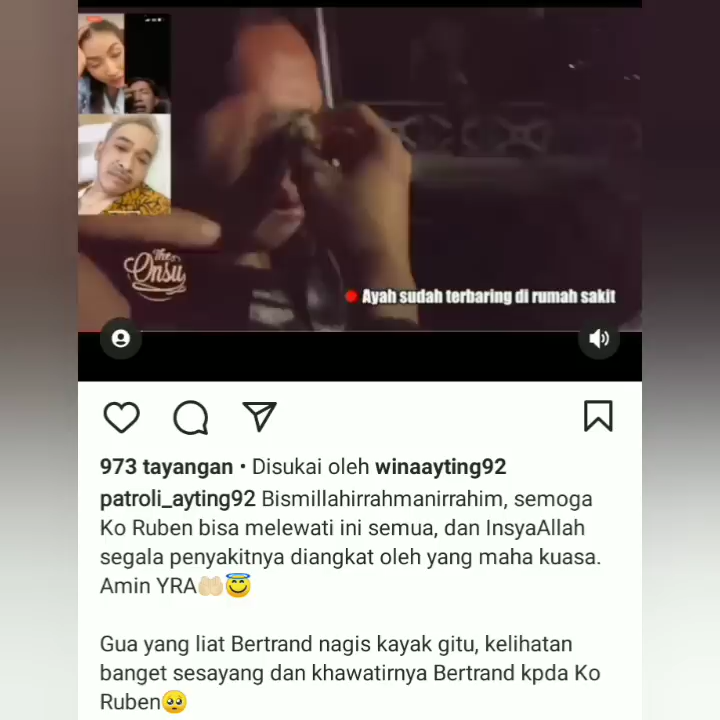 The
Onsu
Ayah sudah terbaring di rumah sakit
973 tayangan • Disukai oleh winaayting92
patroli_ayting92 Bismillahirrahmanirrahim, semoga
Ko Ruben bisa melewati ini semua, dan InsyaAllah
segala penyakitnya diangkat oleh yang maha kuasa.
Amin YRA🤲🏻😇
Gua yang liat Bertrand nagis kayak gitu, kelihatan
banget sesayang dan khawatirnya Bertrand kpda Ko
Ruben🥺